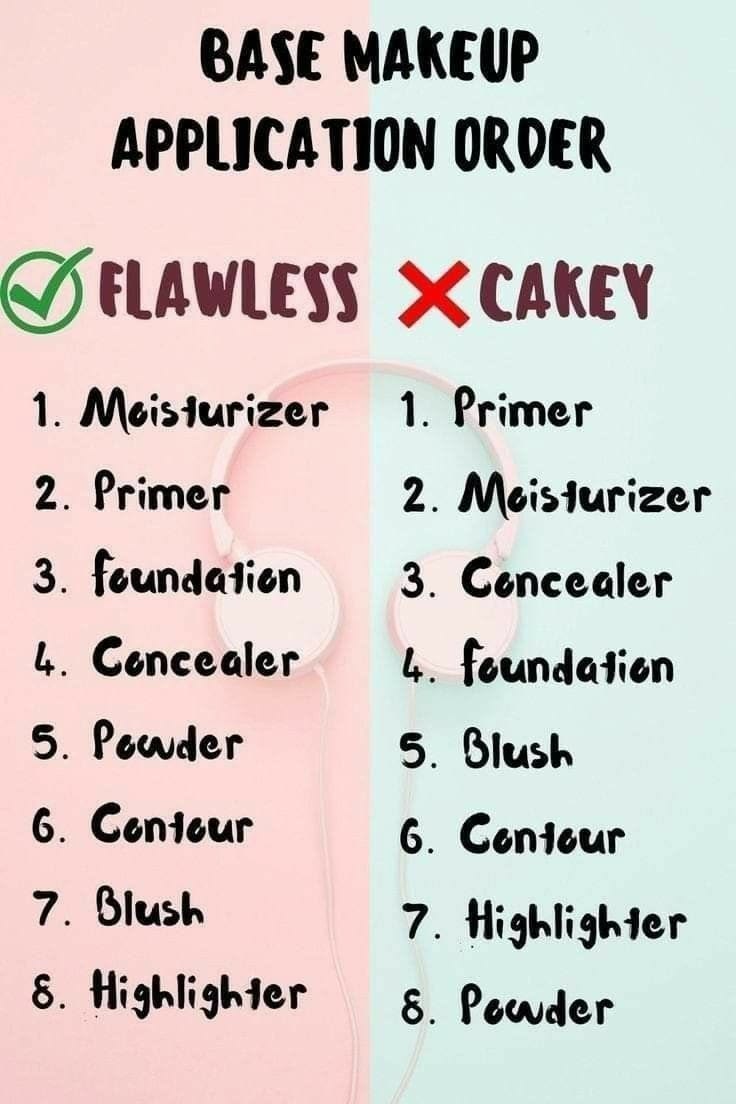 BASE MAKEUP
APPLICATION ORDER
FLAWLESS
1. Moisturizer
2. Primer
3. foundation
4. Concealer
5. Powder
6. Contour
7. Blush
8. Highlighter
CAKEY
1. Primer
2. Moisturizer
3. Concealer
4. foundation
5. Blush
6. Contour
7. Highlighter
8. Powder